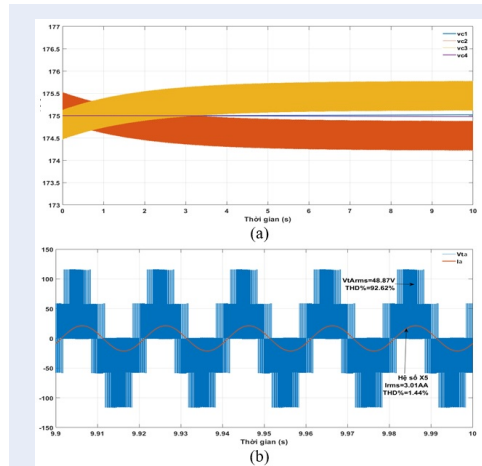 177
176.5
176
175.5
175
174.5
174
173.5
173
vc1
vc2
vc3
vc4
0 1 2 3 4 5 6 7 8 9 10
Thời gian (s)
(a)
150
100
50
0
-50
-100
-150
Vta
Ia
VtArms=48.87V
THD%=92.62%
Hệ số X5
Irms=3.01AA
THD%=1.44%
9.9 9.91 9.92 9.93 9.94 9.95 9.96 9.97 9.98 9.99 10
Thời gian (s)
(b)